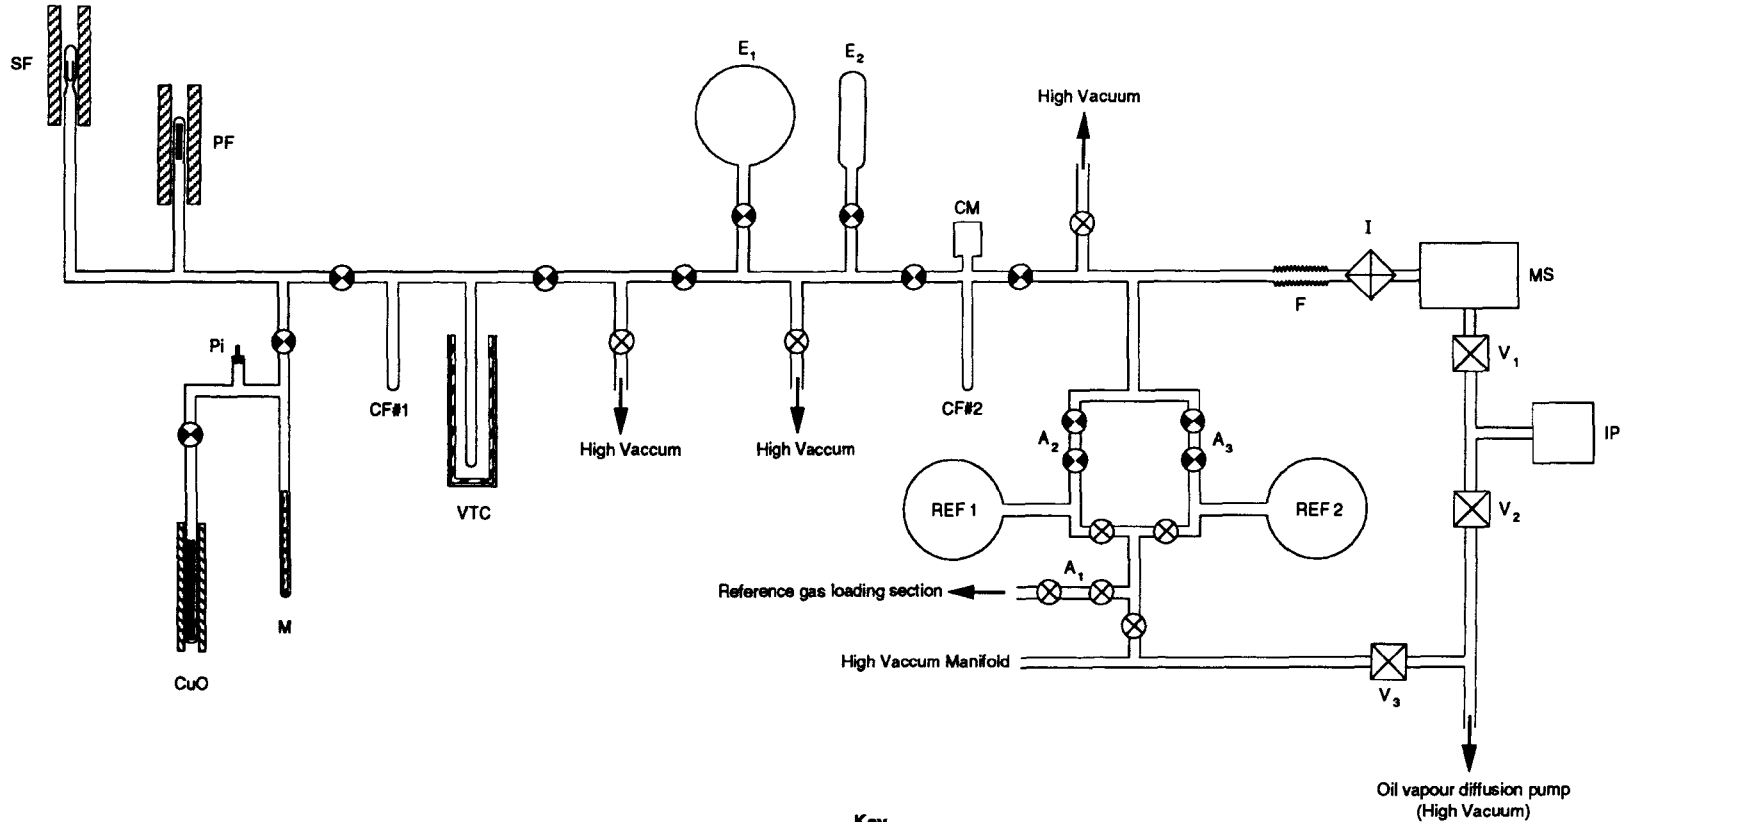 E1
E2
SF
High Vacuum
PF
CM
I
MS
F
Pi
V1
CF#1
CF#2
High Vaccum
High Vaccum
A2
A3
IP
VTC
REF 1
REF 2
V2
A1
Reference gas loading section
M
High Vaccum Manifold
CuO
V3
Oil vapour diffusion pump
(High Vacuum)